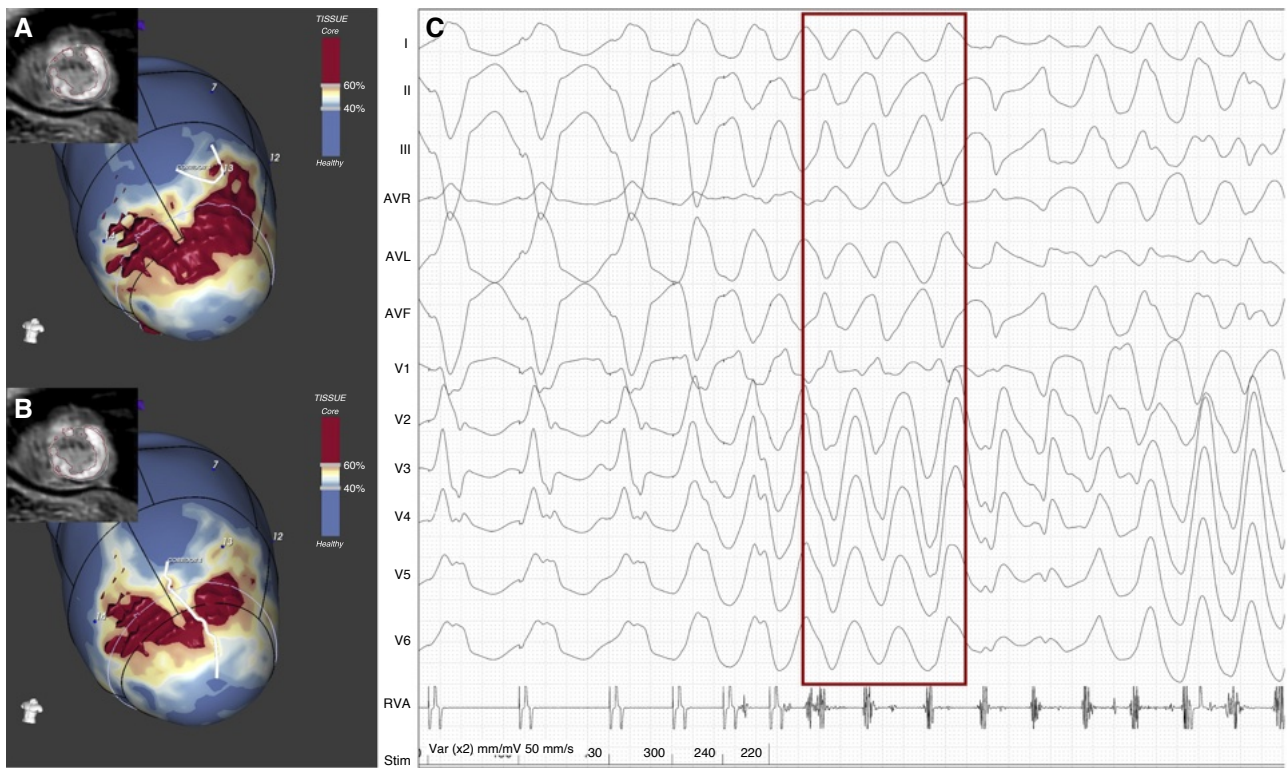 A
TISSUE
Core
60%
40%
Healthy
7
12
13
B
TISSUE
Core
60%
40%
Healthy
7
12
13
C
I
II
III
AVR
AVL
AVF
V1
V2
V3
V4
V5
V6
RVA
Stim
Var (x2) mm/mV 50 mm/s
300
240
220